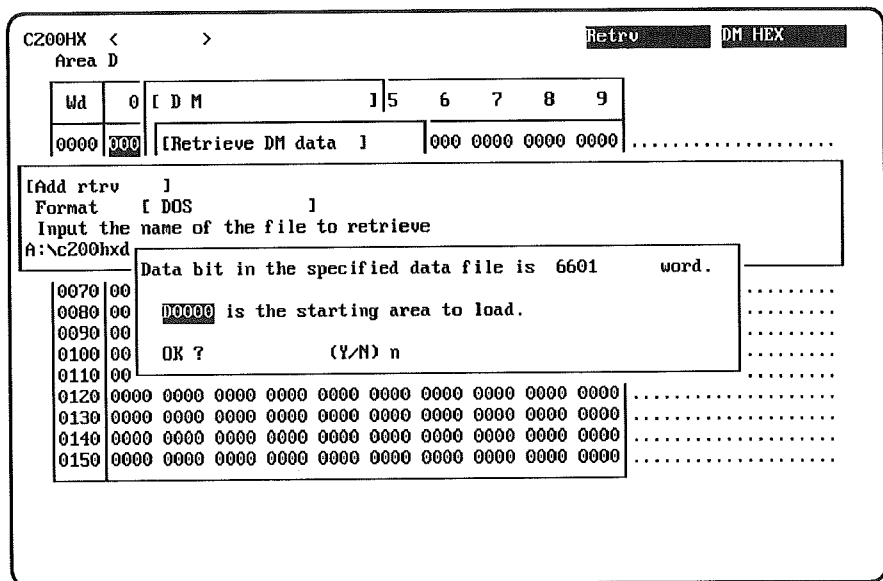 C200HX < > Retrv DM HEX
Area D
Wd 0 [ D M ] 5 6 7 8 9
0000 000 [Retrieve DM data ] 000 0000 0000 0000 ....................
[Add rtrv ]
Format [ DOS ]
Input the name of the file to retrieve
A:\c200hxd
Data bit in the specified data file is 6601 word.
D0000 is the starting area to load.
OK ? (Y/N) n
0070 00 .........
0080 00 .........
0090 00 .........
0100 00 .........
0110 00 .........
0120 0000 0000 0000 0000 0000 0000 0000 0000 0000 0000 ....................
0130 0000 0000 0000 0000 0000 0000 0000 0000 0000 0000 ....................
0140 0000 0000 0000 0000 0000 0000 0000 0000 0000 0000 ....................
0150 0000 0000 0000 0000 0000 0000 0000 0000 0000 0000 ....................